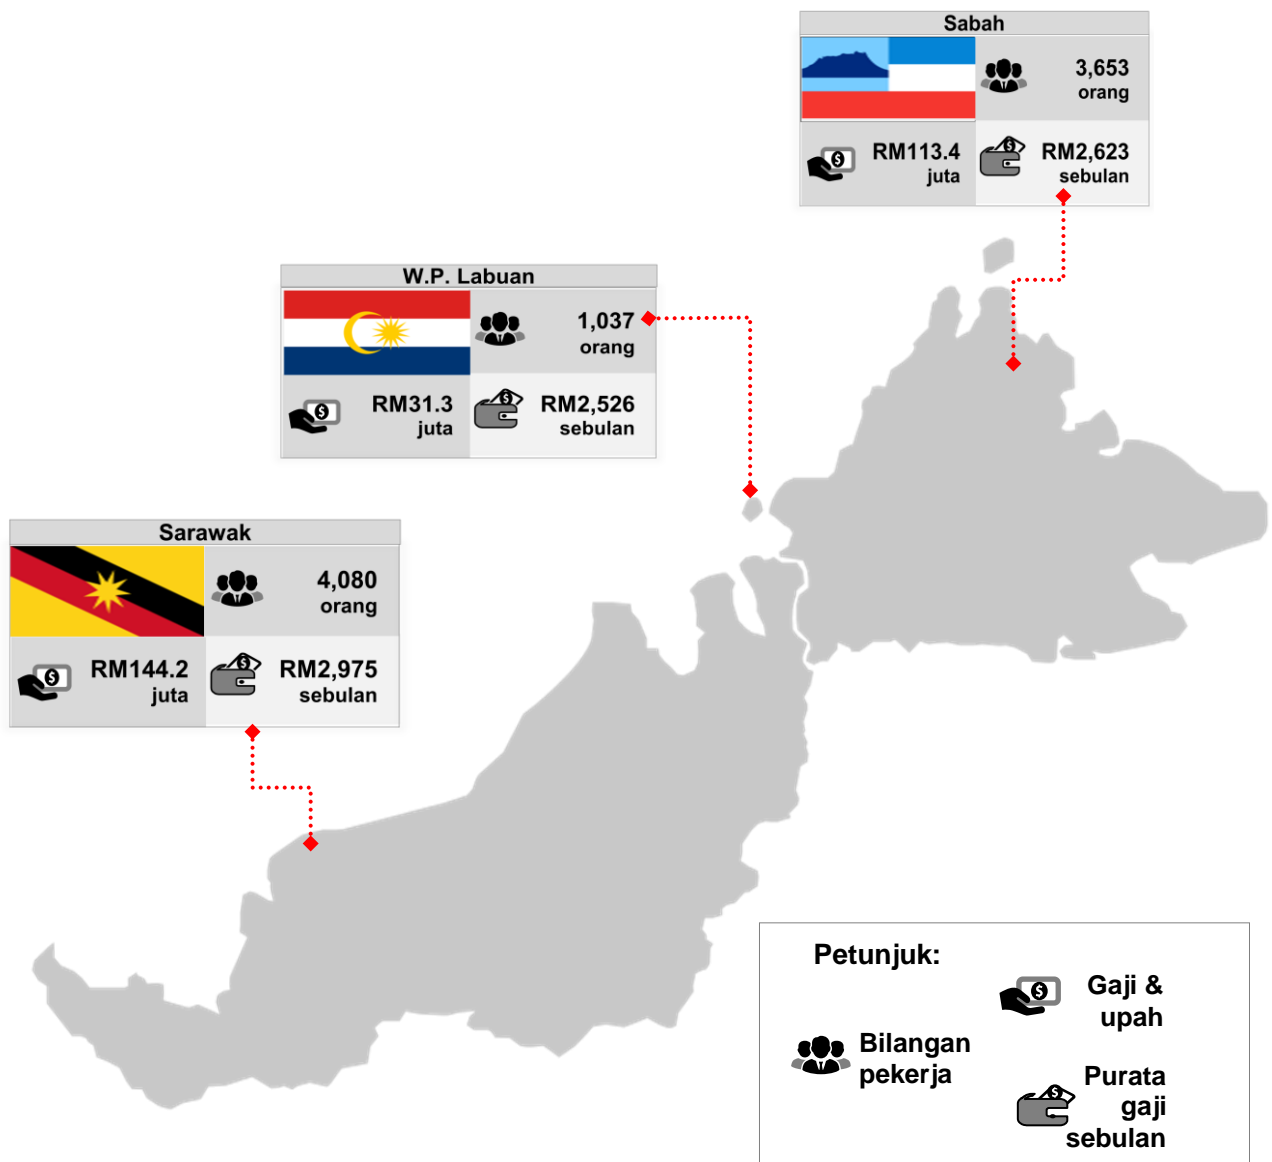 Sabah
3,653
orang
RM113.4
juta
RM2,623
sebulan
W.P. Labuan
1,037
orang
RM31.3
juta
RM2,526
sebulan
Sarawak
4,080
orang
RM144.2
juta
RM2,975
sebulan
Petunjuk:
Gaji &
upah
Bilangan
pekerja
Purata
gaji
sebulan